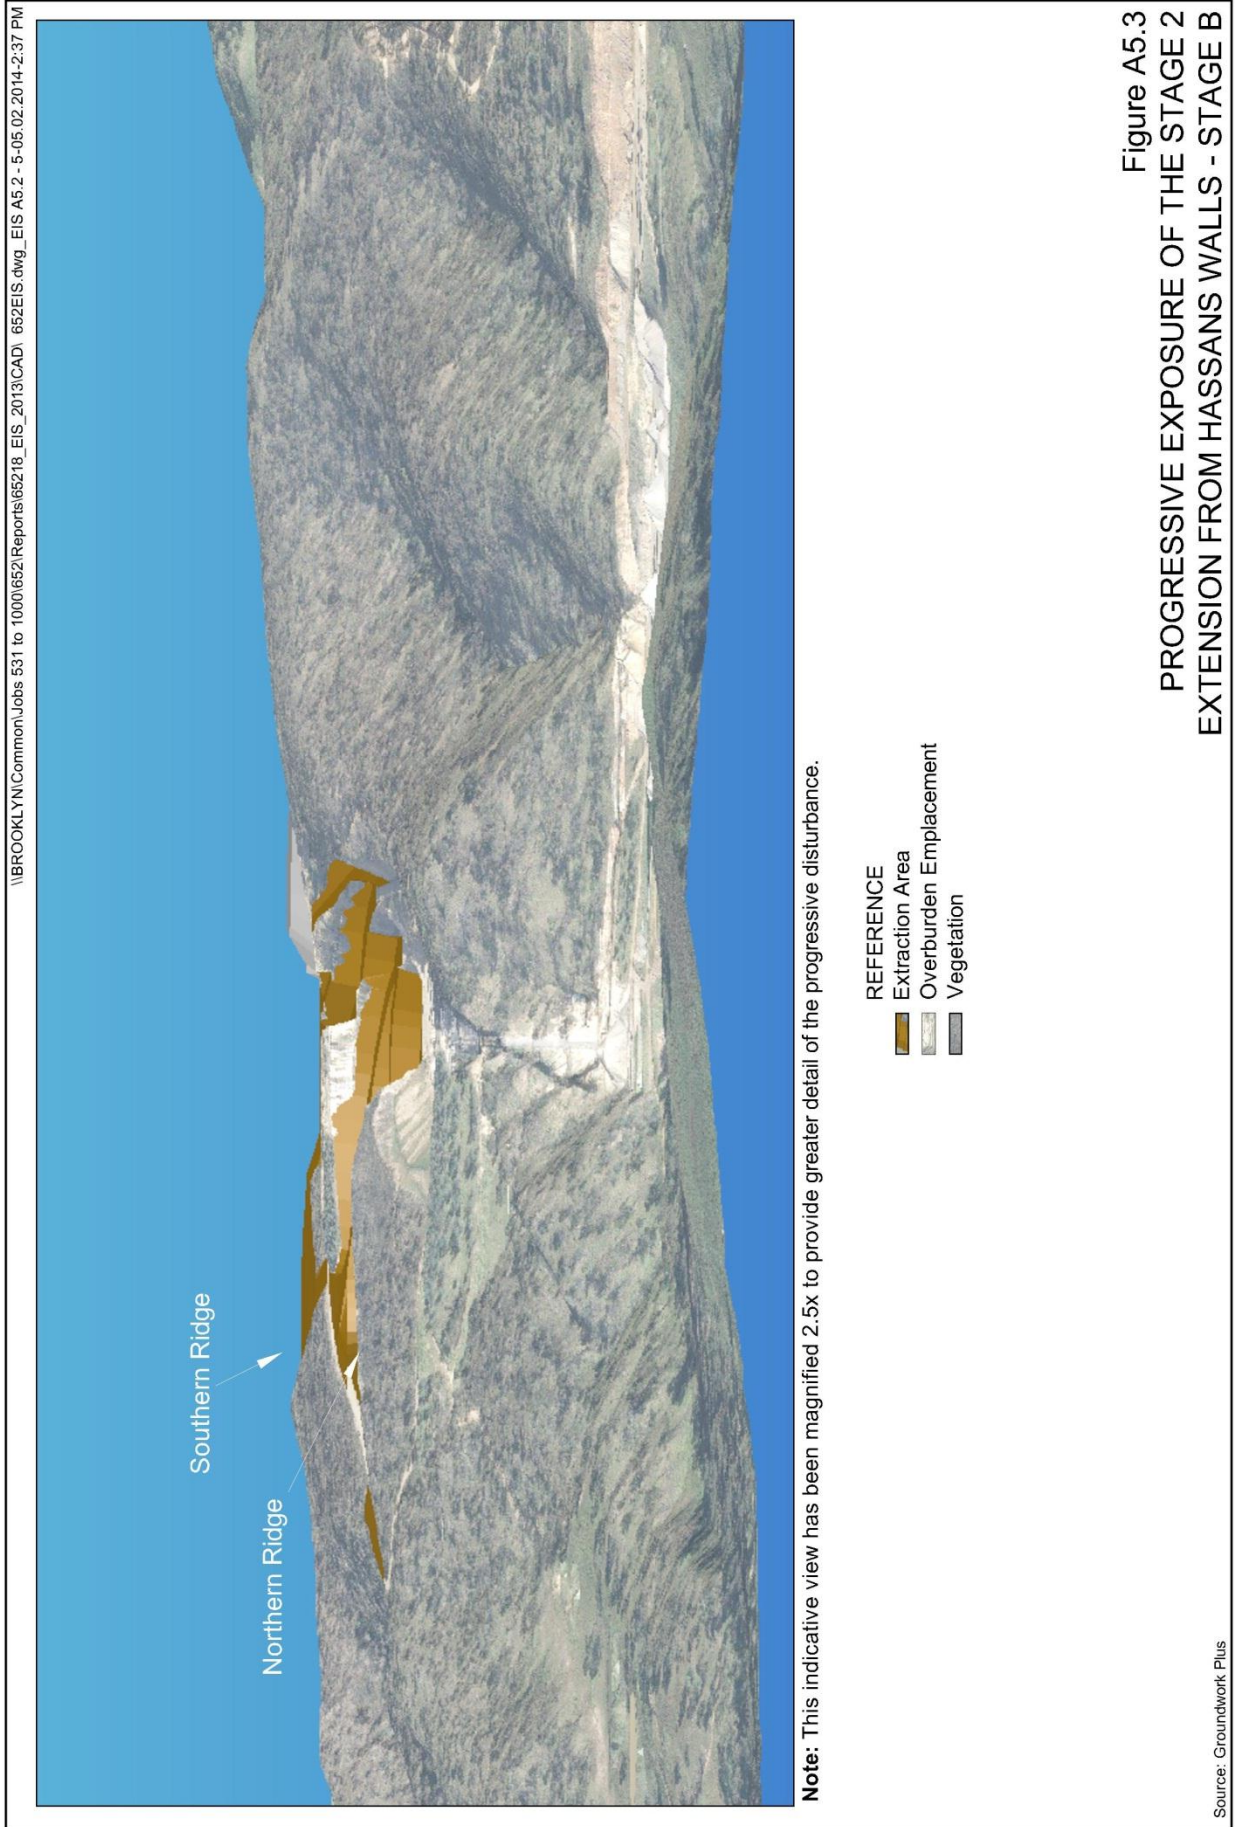 \\BROOKLYN\Common\Jobs 531 to 1000\652\Reports\65218_EIS_2013\CAD\ 652EIS.dwg_EIS A5.2 - 5-05.02.2014-2:37 PM
Southern Ridge
Northern Ridge
Note: This indicative view has been magnified 2.5x to provide greater detail of the progressive disturbance.
REFERENCE
Extraction Area
Overburden Emplacement
Vegetation
Figure A5.3
PROGRESSIVE EXPOSURE OF THE STAGE 2
EXTENSION FROM HASSANS WALLS - STAGE B
Source: Groundwork Plus